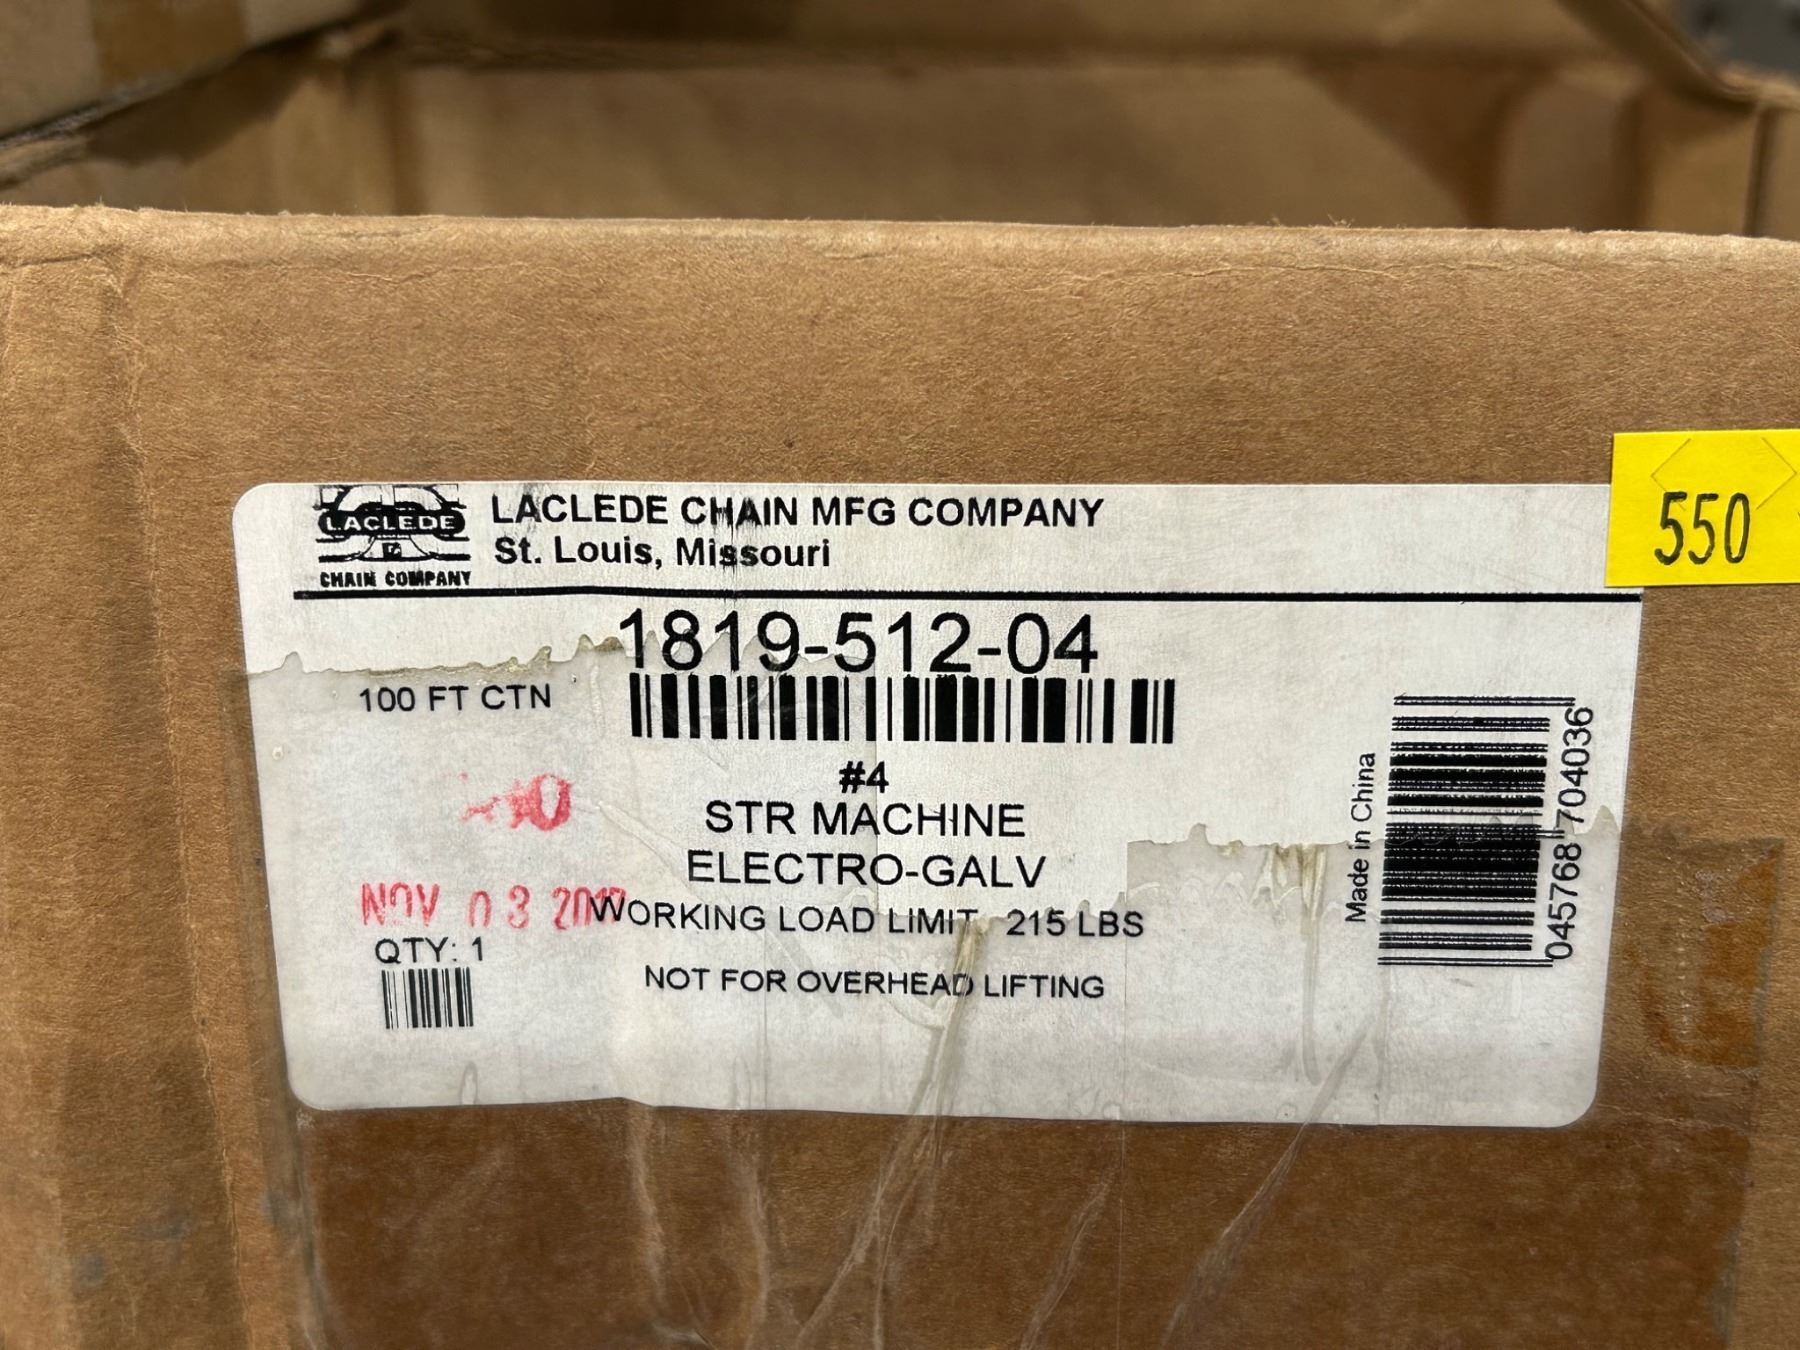 LACLEDE
CHAIN COMPANY
LACLEDE CHAIN MFG COMPANY
St. Louis, Missouri
550
1819-512-04
100 FT CTN
#4
STR MACHINE
ELECTRO-GALV
NOV 03
WORKING LOAD LIMIT 215 LBS
QTY: 1
NOT FOR OVERHEAD LIFTING
Made in China
045768 704036